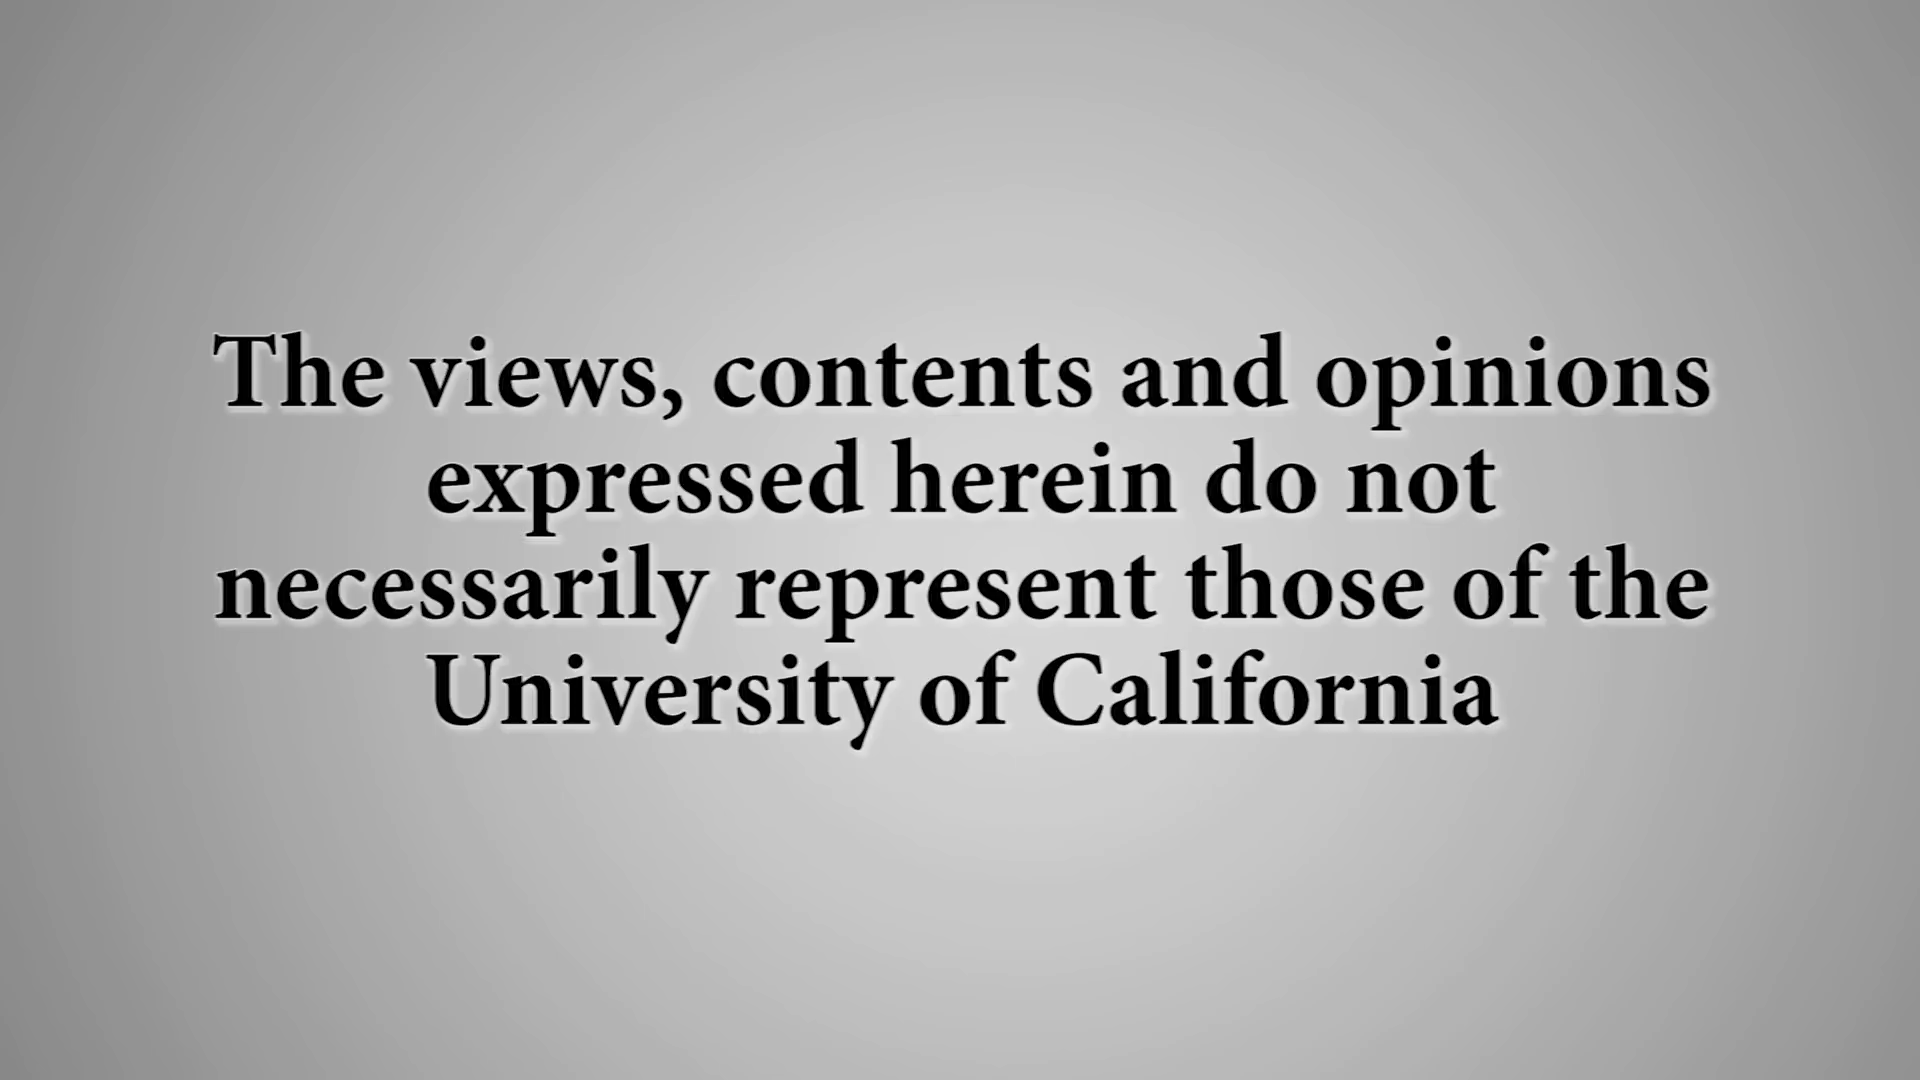 The views, contents and opinions
expressed herein do not
necessarily represent those of the
University of California